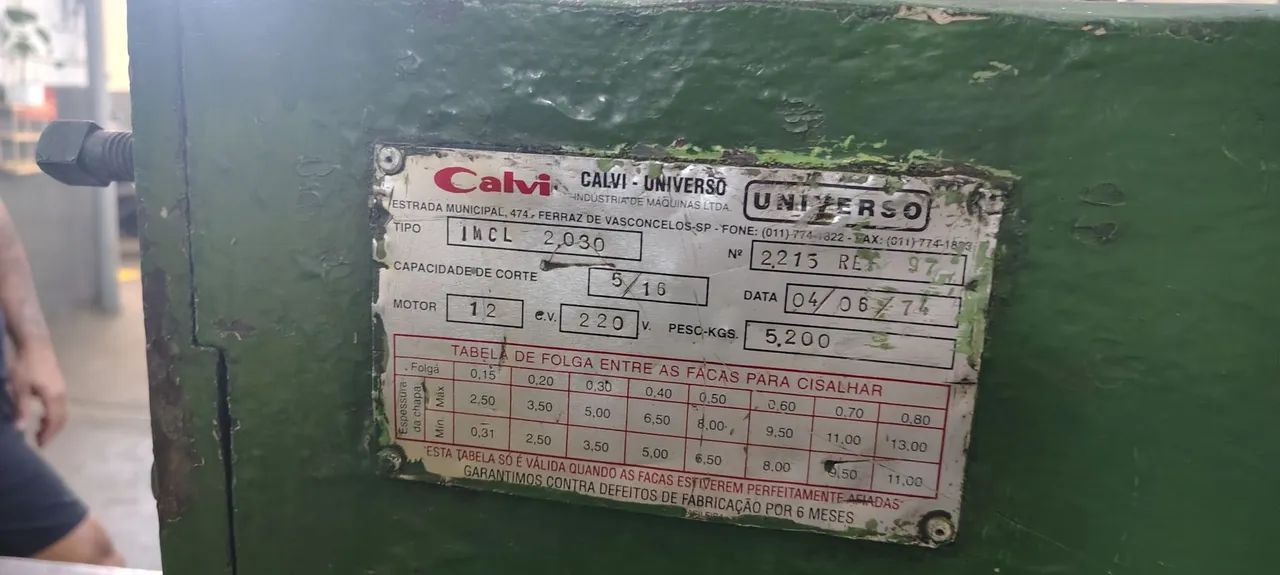 Calvi
CALVI - UNIVERSO
INDUSTRIA DE MAQUINAS LTDA.
UNIVERSO
ESTRADA MUNICIPAL, 474 - FERRAZ DE VASCONCELOS-SP - FONE: (011) 774-1822 - FAX: (011) 774-1833
TIPO IMCL 2,030
Nº 2,215 REF 97
CAPACIDADE DE CORTE 5/16
DATA 04/06/74
MOTOR 12 c.v. 220 v. PESO-KGS. 5,200
TABELA DE FOLGA ENTRE AS FACAS PARA CISALHAR
Folga 0,15 0,20 0,30 0,40 0,50 0,60 0,70 0,80
Espessura da chapa
Máx 2,50 3,50 5,00 6,50 8,00 9,50 11,00 13,00
Mín. 0,31 2,50 3,50 5,00 6,50 8,00 9,50 11,00
"ESTA TABELA SÓ É VÁLIDA QUANDO AS FACAS ESTIVEREM PERFEITAMENTE AFIADAS"
GARANTIMOS CONTRA DEFEITOS DE FABRICAÇÃO POR 6 MESES